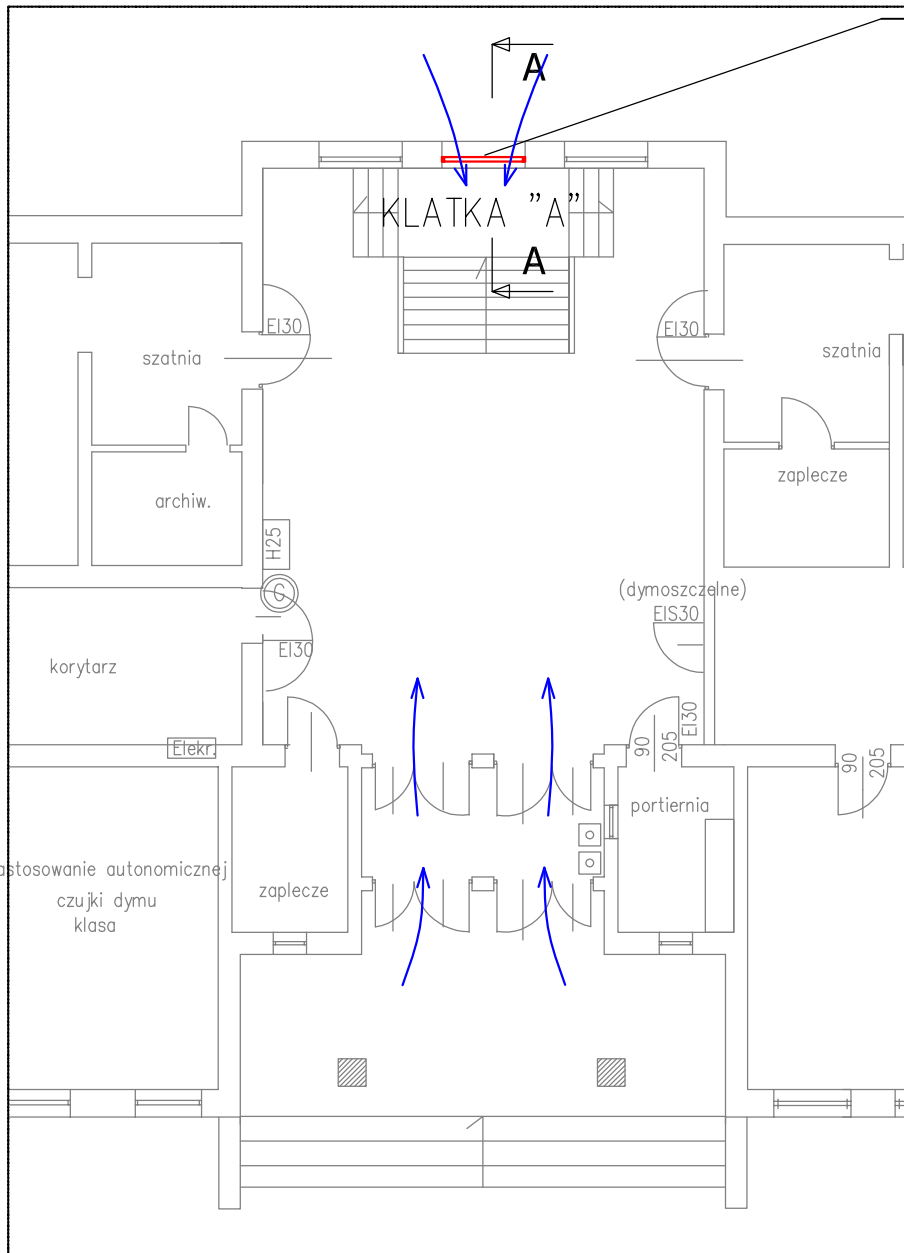 A
KLATKA "A"
A
EI30
EI30
szatnia
szatnia
zaplecze
archiw.
H25
G
(dymoszczelne)
EIS30
EI30
korytarz
EI30
Elekr.
90
205
90
205
portiernia
astosowanie autonomicznej
czujki dymu
klasa
zaplecze